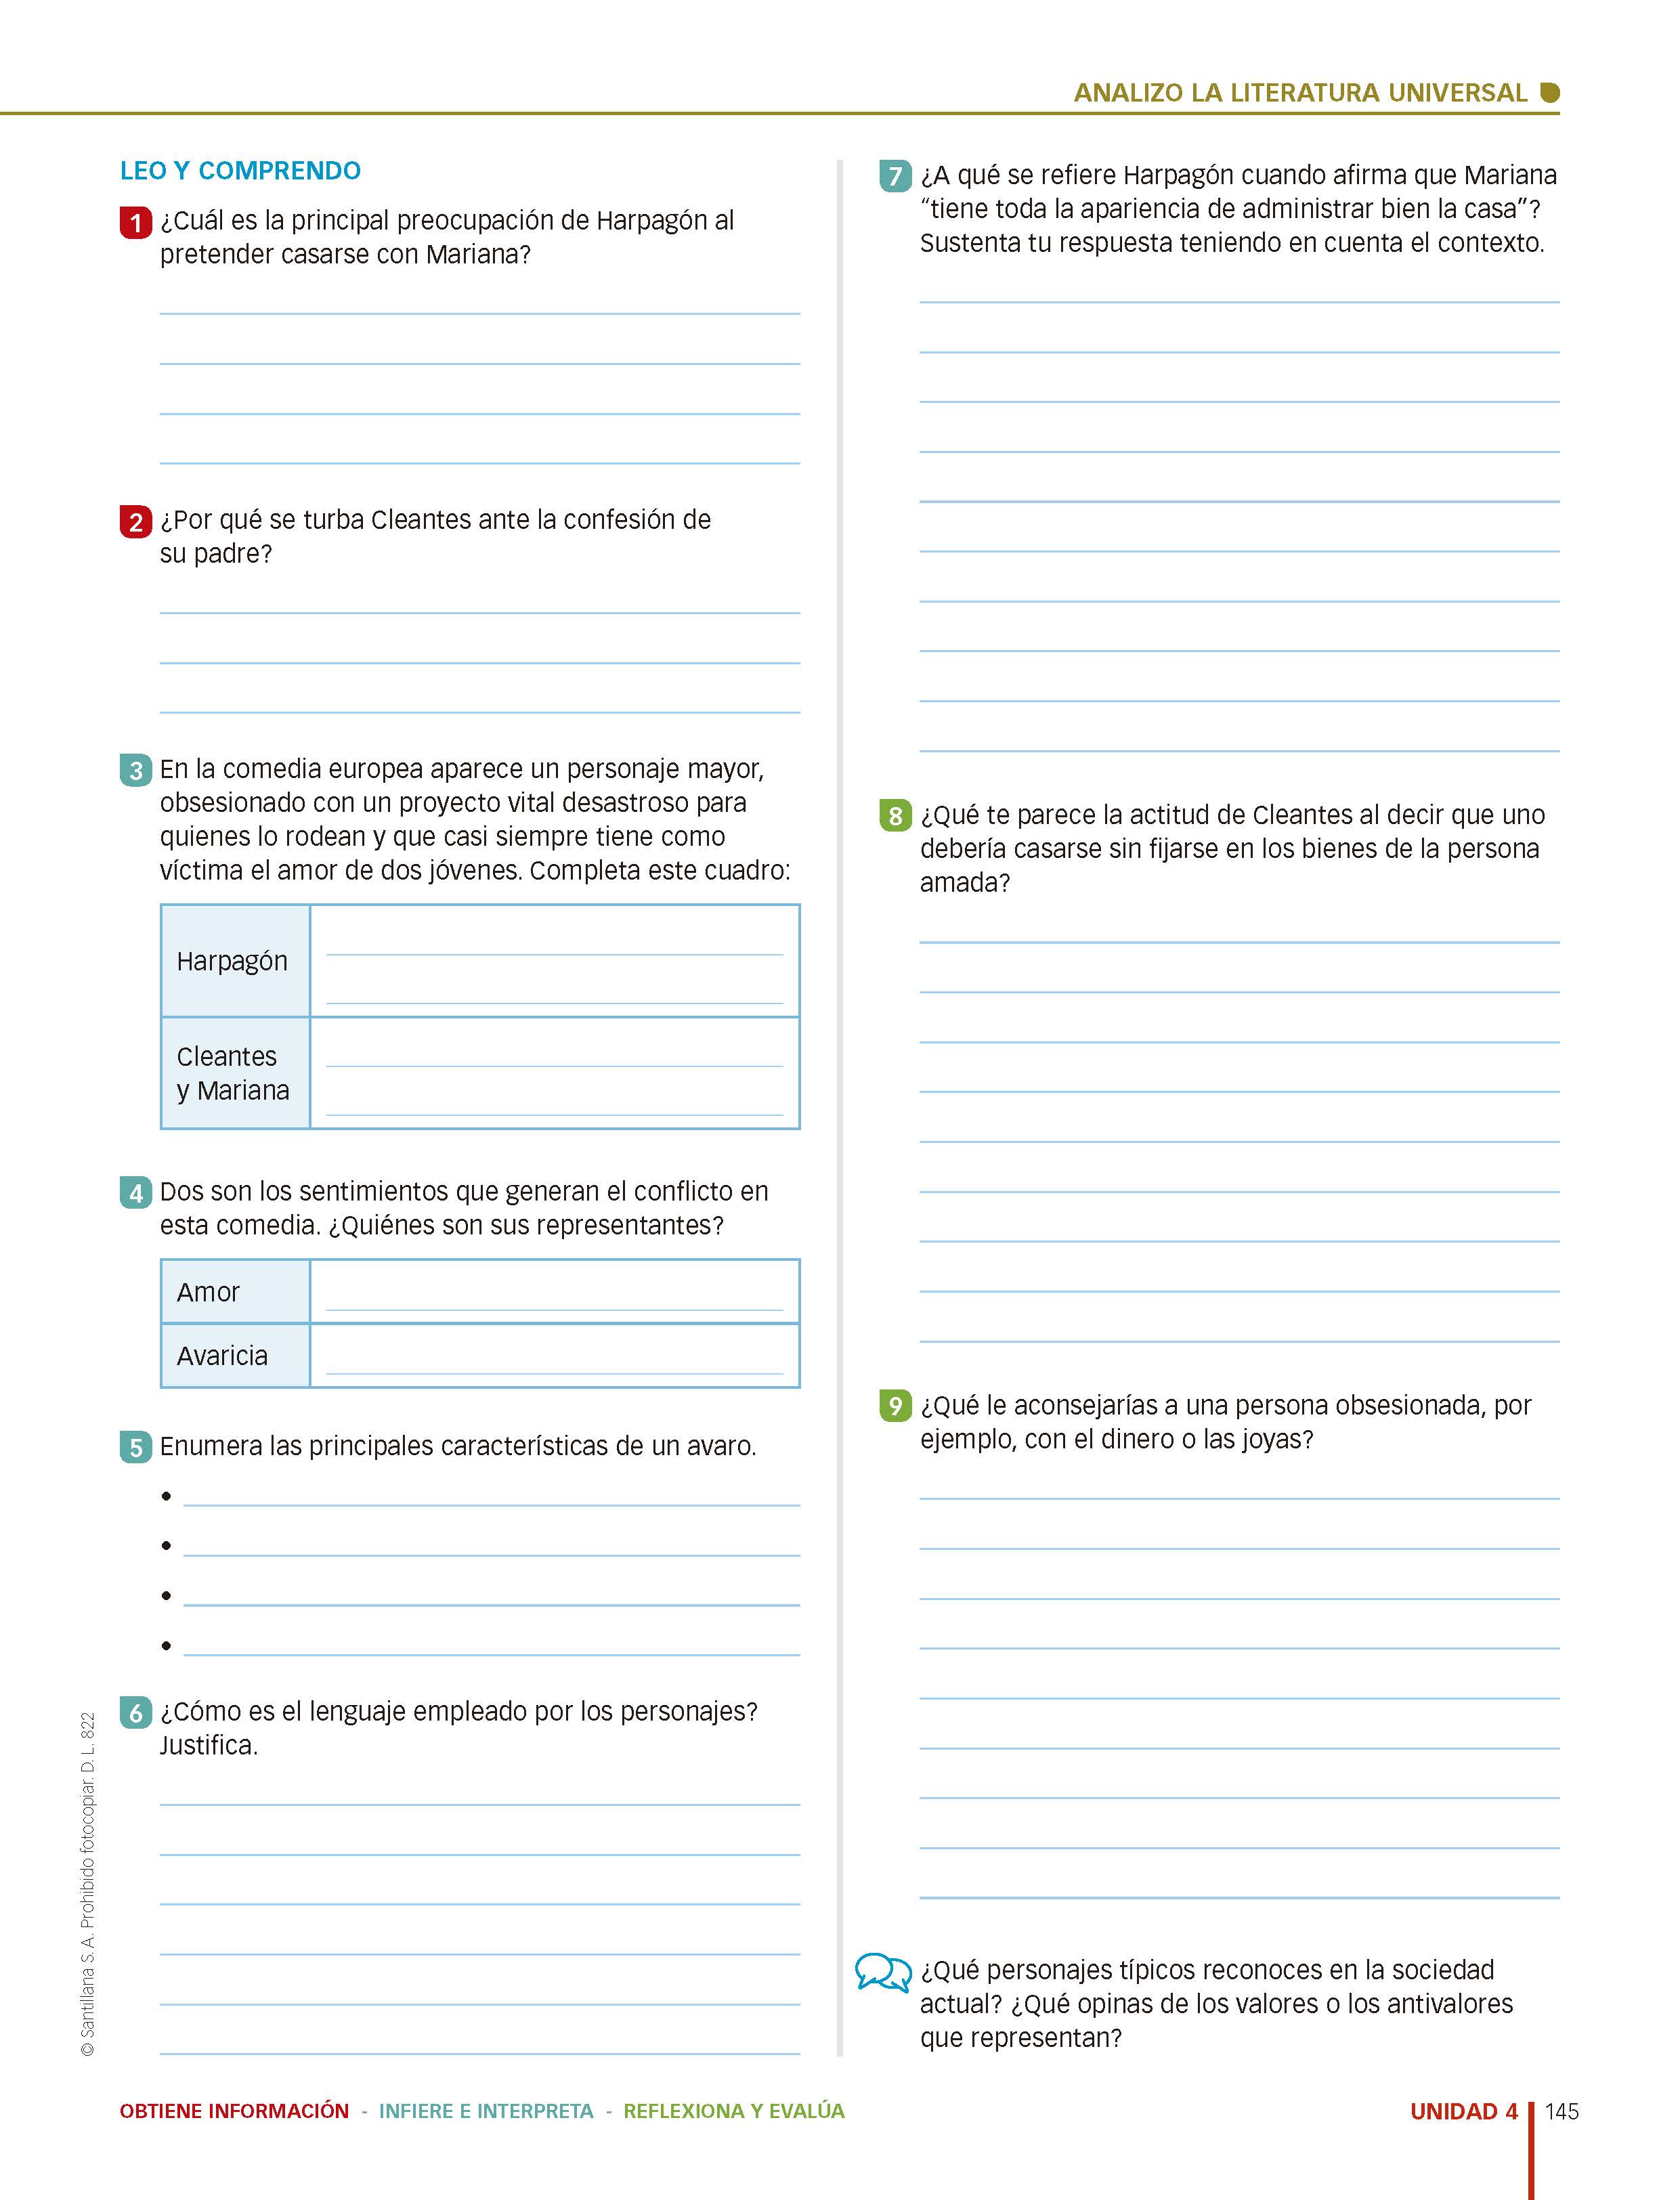 ANALIZO LA LITERATURA UNIVERSAL
LEO Y COMPRENDO
1 ¿Cuál es la principal preocupación de Harpagón al
pretender casarse con Mariana?
2 ¿Por qué se turba Cleantes ante la confesión de
su padre?
3 En la comedia europea aparece un personaje mayor,
obsesionado con un proyecto vital desastroso para
quienes lo rodean y que casi siempre tiene como
víctima el amor de dos jóvenes. Completa este cuadro:
Harpagón
Cleantes
y Mariana
4 Dos son los sentimientos que generan el conflicto en
esta comedia. ¿Quiénes son sus representantes?
Amor
Avaricia
5 Enumera las principales características de un avaro.
•
•
•
•
6 ¿Cómo es el lenguaje empleado por los personajes?
Justifica.
7 ¿A qué se refiere Harpagón cuando afirma que Mariana
“tiene toda la apariencia de administrar bien la casa”?
Sustenta tu respuesta teniendo en cuenta el contexto.
8 ¿Qué te parece la actitud de Cleantes al decir que uno
debería casarse sin fijarse en los bienes de la persona
amada?
9 ¿Qué le aconsejarías a una persona obsesionada, por
ejemplo, con el dinero o las joyas?
¿Qué personajes típicos reconoces en la sociedad
actual? ¿Qué opinas de los valores o los antivalores
que representan?
© Santillana S. A. Prohibido fotocopiar. D. L. 822
OBTIENE INFORMACIÓN - INFIERE E INTERPRETA - REFLEXIONA Y EVALÚA
UNIDAD 4 145